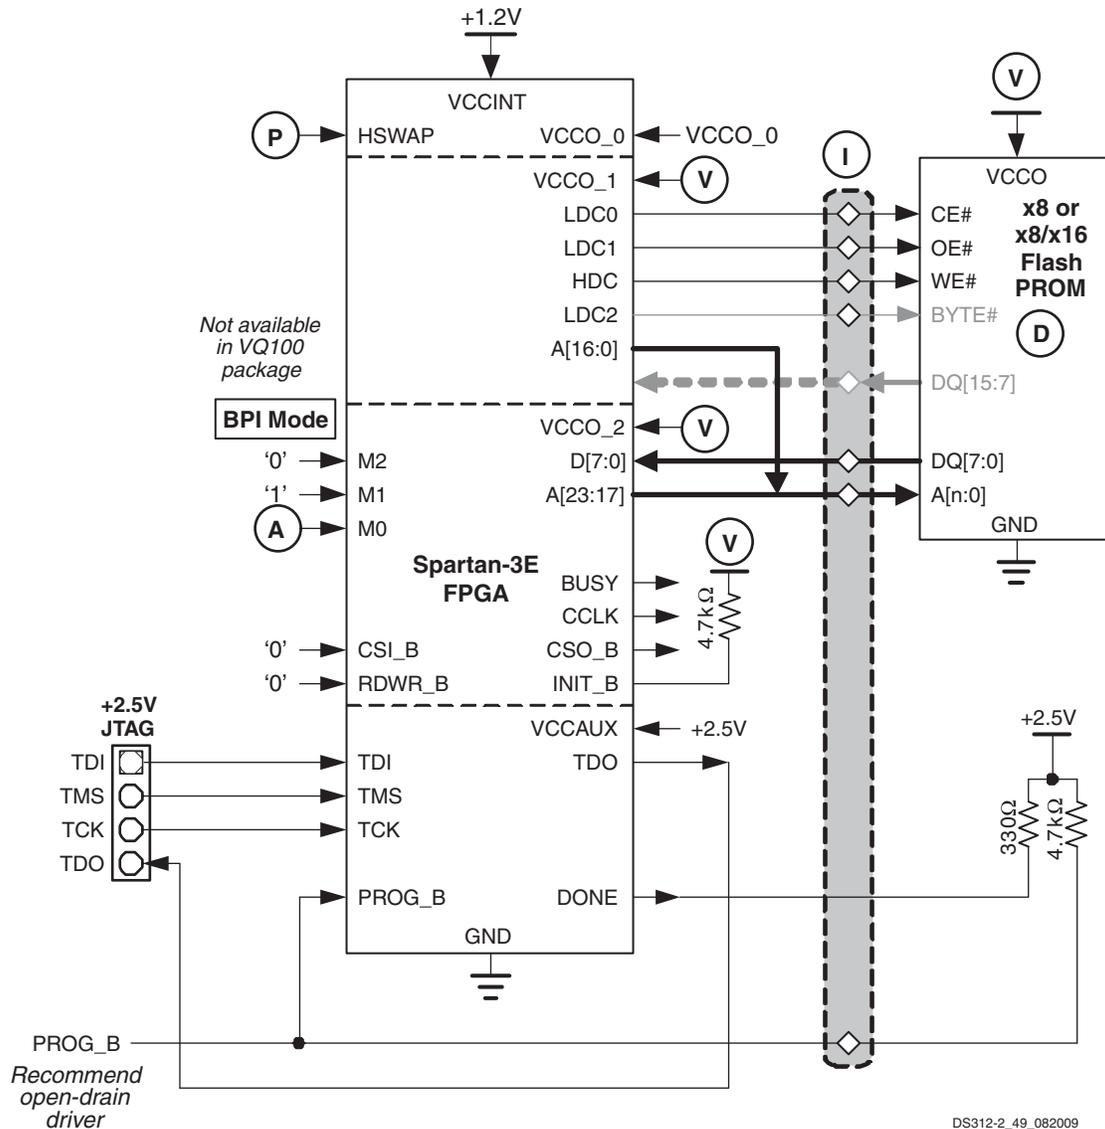 +1.2V
VCCINT
P
HSWAP
VCCO_0
VCCO_0
V
I
VCCO_1
V
VCCO
LDC0
CE#
x8 or
x8/x16
Flash
PROM
D
LDC1
OE#
HDC
WE#
LDC2
BYTE#
Not available
in VQ100
package
A[16:0]
DQ[15:7]
BPI Mode
VCCO_2
V
'0'
M2
D[7:0]
DQ[7:0]
'1'
M1
A[23:17]
A[n:0]
A
M0
GND
V
Spartan-3E
FPGA
BUSY
CCLK
4.7kΩ
'0'
CSI_B
CSO_B
'0'
RDWR_B
INIT_B
+2.5V
JTAG
VCCAUX
+2.5V
+2.5V
TDI
TDI
TDO
TMS
TMS
TCK
TCK
330Ω
4.7kΩ
TDO
PROG_B
DONE
GND
PROG_B
Recommend
open-drain
driver
DS312-2_49_082009